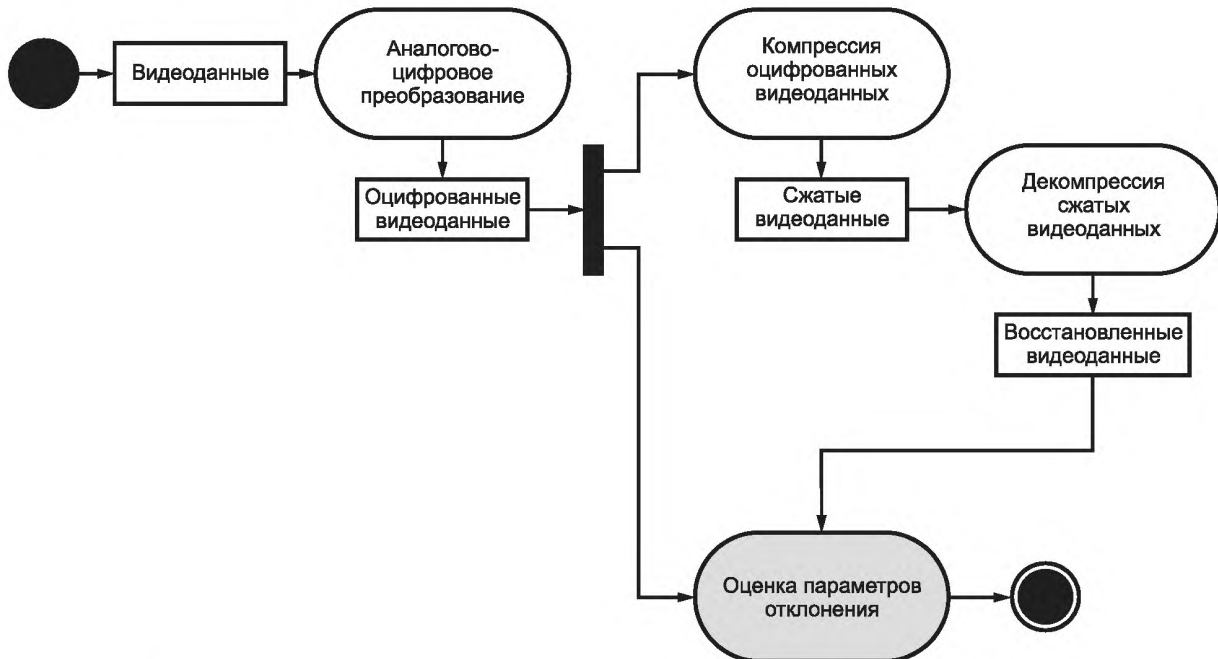 Видеоданные
Аналогово-
цифровое
преобразование
Оцифрованные
видеоданные
Компрессия
оцифрованных
видеоданных
Сжатые
видеоданные
Декомпрессия
сжатых
видеоданных
Восстановленные
видеоданные
Оценка параметров
отклонения